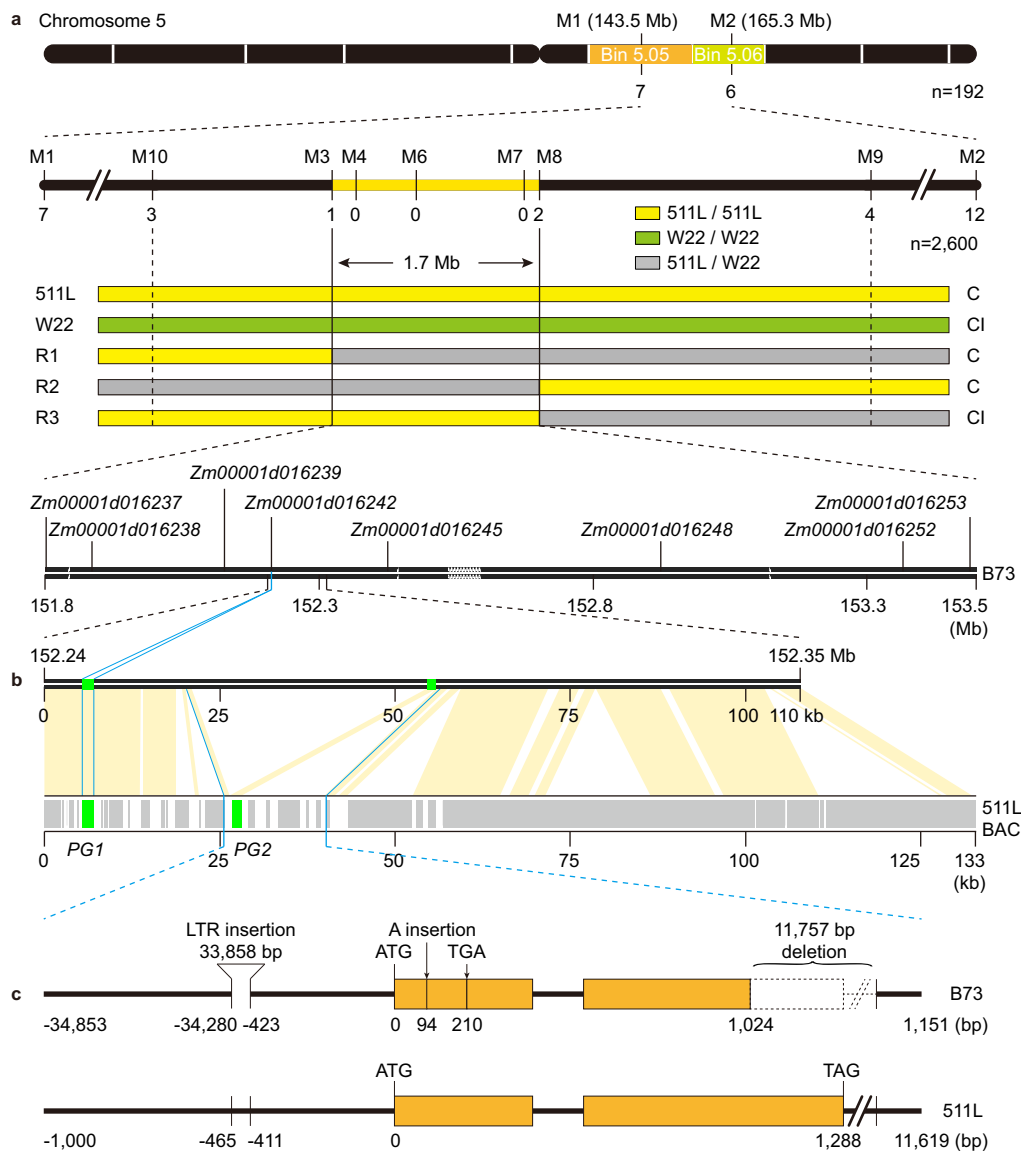 a Chromosome 5
M1 (143.5 Mb) M2 (165.3 Mb)
Bin 5.05 Bin 5.06
7 6 n=192
M1 M10 M3 M4 M6 M7 M8 M9 M2
7 3 1 0 0 0 2 4 12
511L / 511L
W22 / W22
511L / W22
n=2,600
1.7 Mb
511L C
W22 CI
R1 C
R2 C
R3 CI
Zm00001d016239
Zm00001d016237 Zm00001d016242 Zm00001d016253
Zm00001d016238 Zm00001d016245 Zm00001d016248 Zm00001d016252
B73
151.8 152.3 152.8 153.3 153.5
(Mb)
152.24 152.35 Mb
b
0 25 50 75 100 110 kb
511L
BAC
0 PG1 25 PG2 50 75 100 125 133
(kb)
LTR insertion A insertion 11,757 bp
33,858 bp ATG TGA deletion
c B73
-34,853 -34,280 -423 0 94 210 1,024 1,151 (bp)
ATG TAG
511L
-1,000 -465 -411 0 1,288 11,619 (bp)